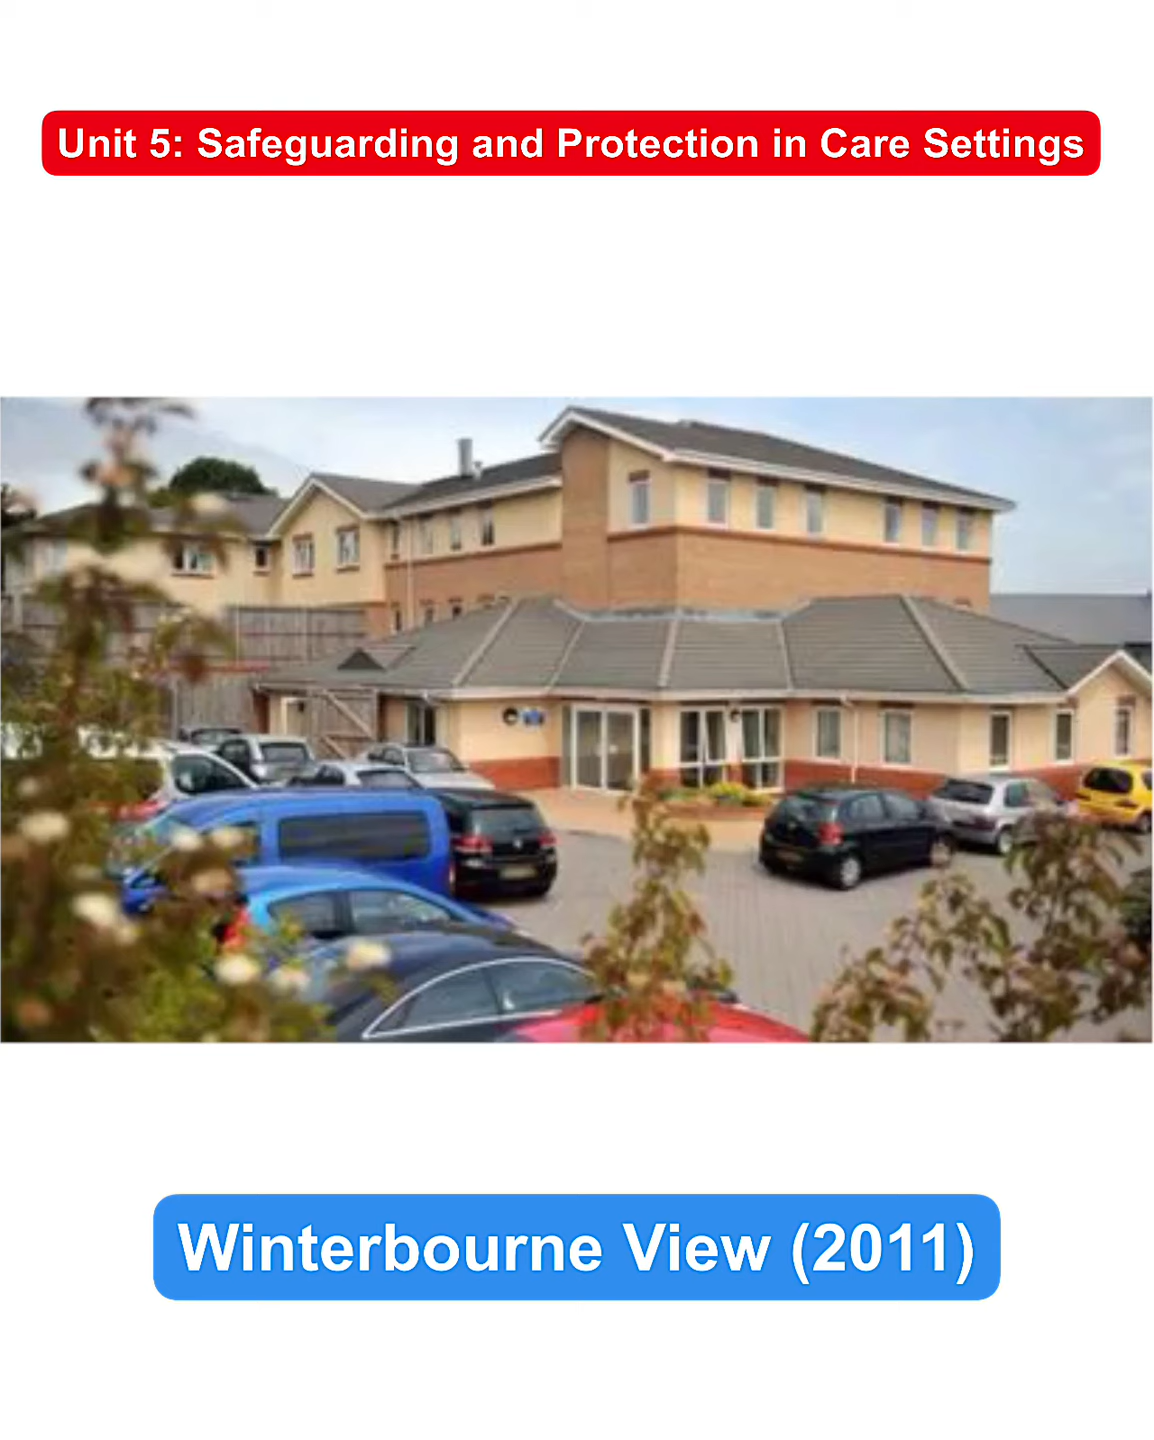 Unit 5: Safeguarding and Protection in Care Settings
Winterbourne View (2011)